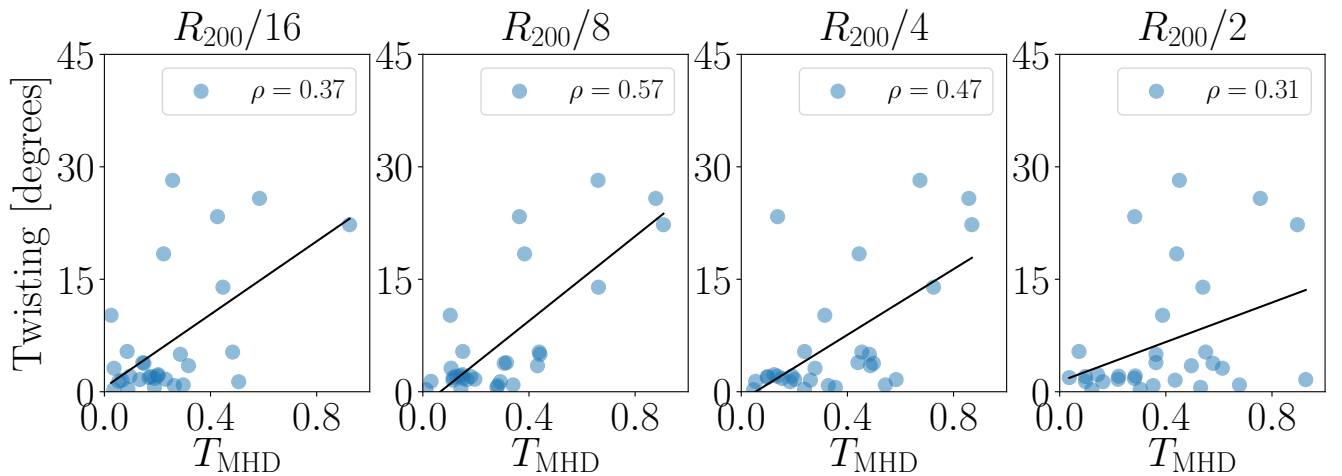 R200/16
R200/8
R200/4
R200/2
Twisting [degrees]
45
30
15
0
ρ = 0.37
0.0
0.4
0.8
TMHD
45
30
15
0
ρ = 0.57
0.0
0.4
0.8
TMHD
45
30
15
0
ρ = 0.47
0.0
0.4
0.8
TMHD
45
30
15
0
ρ = 0.31
0.0
0.4
0.8
TMHD